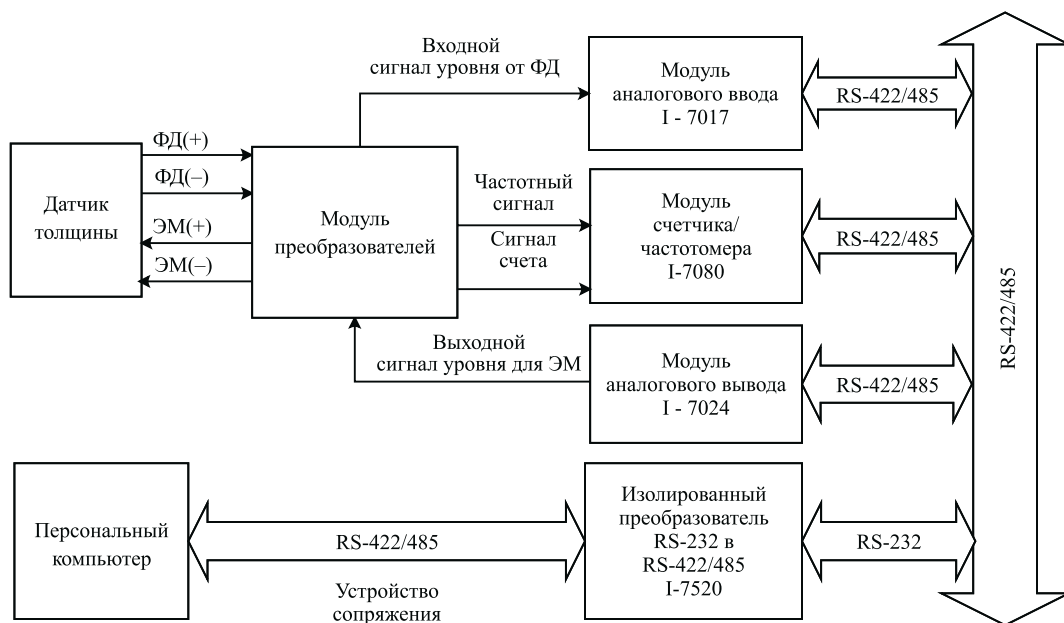 Входной
сигнал уровня от ФД
Модуль
аналогового ввода
I - 7017
RS-422/485
Датчик
толщины
ФД(+)
ФД(–)
ЭМ(+)
ЭМ(–)
Модуль
преобразователей
Частотный
сигнал
Сигнал
счета
Модуль
счетчика/
частотомера
I-7080
RS-422/485
RS-422/485
Выходной
сигнал уровня для ЭМ
Модуль
аналогового вывода
I - 7024
RS-422/485
Персональный
компьютер
RS-422/485
Устройство
сопряжения
Изолированный
преобразователь
RS-232 в
RS-422/485
I-7520
RS-232